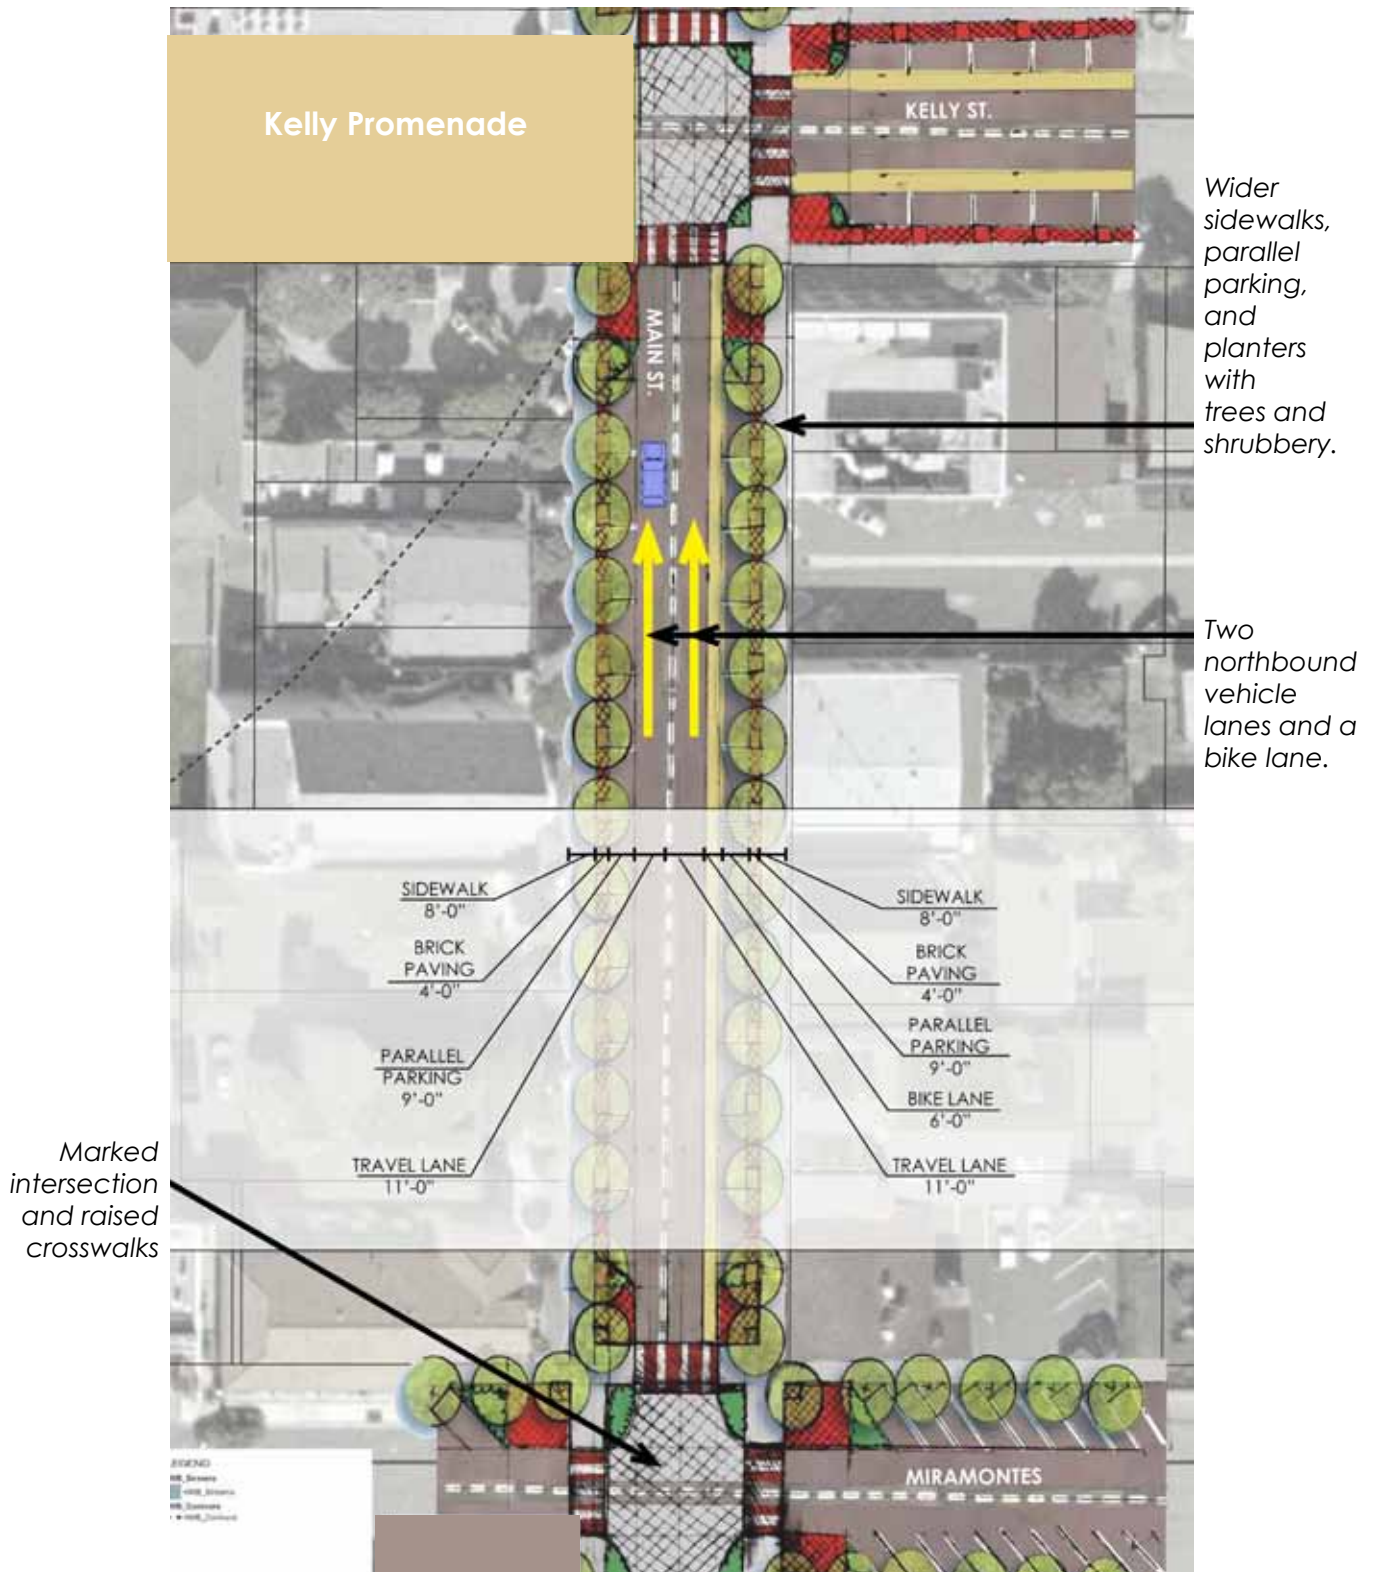 Kelly Promenade
KELLY ST.
Wider
sidewalks,
parallel
parking,
and
planters
with
trees and
shrubbery.
MAIN ST.
Two
northbound
vehicle
lanes and a
bike lane.
SIDEWALK
8'-0"
BRICK
PAVING
4'-0"
PARALLEL
PARKING
9'-0"
TRAVEL LANE
11'-0"
SIDEWALK
8'-0"
BRICK
PAVING
4'-0"
PARALLEL
PARKING
9'-0"
BIKE LANE
6'-0"
TRAVEL LANE
11'-0"
Marked
intersection
and raised
crosswalks
MIRAMONTES
LEGEND